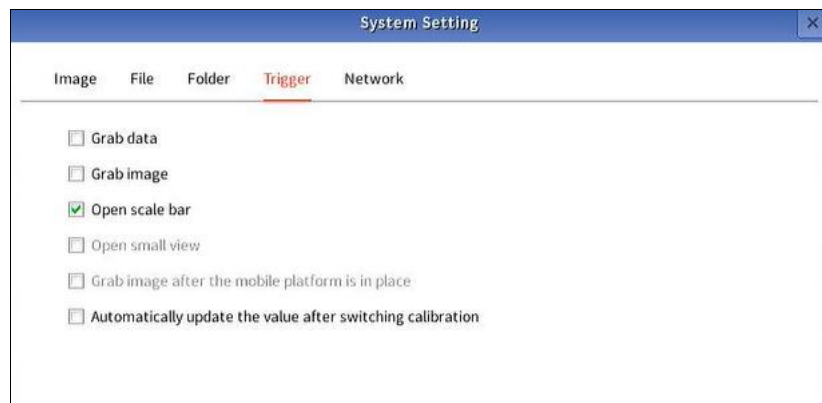 System Setting
Image File Folder Trigger Network
Grab data
Grab image
Open scale bar
Open small view
Grab image after the mobile platform is in place
Automatically update the value after switching calibration